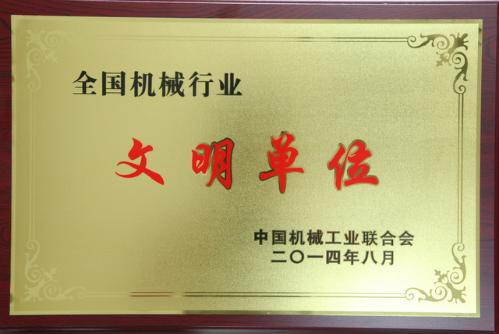 全国机械行业
文明单位
中国机械工业联合会
二〇一四年八月